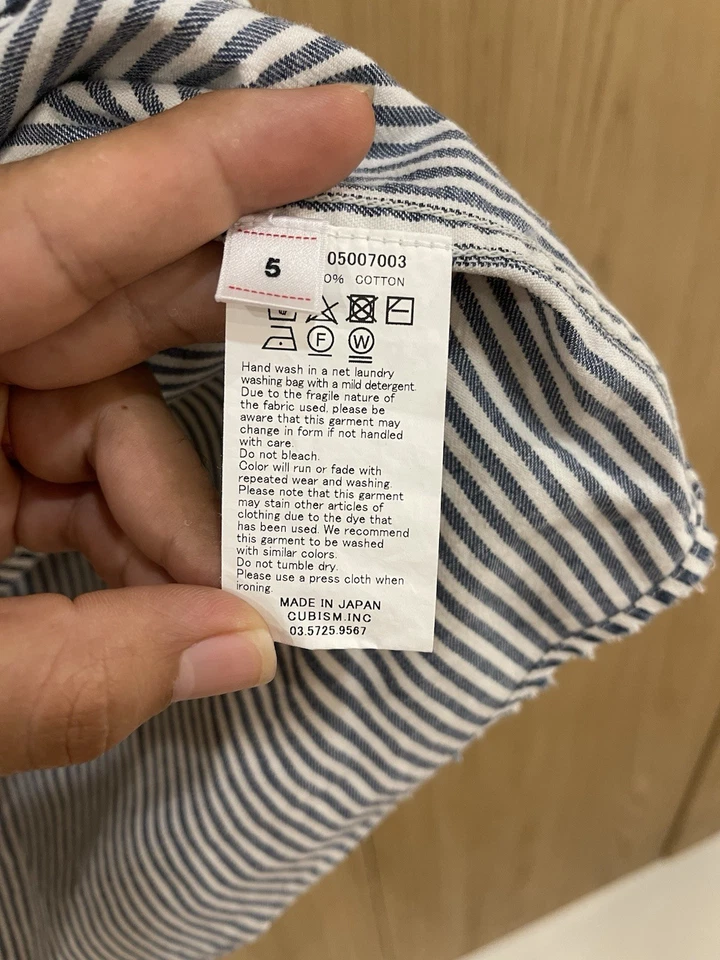 5
05007003
0% COTTON
F W
Hand wash in a net laundry
washing bag with a mild detergent.
Due to the fragile nature of
the fabric used, please be
aware that this garment may
change in form if not handled
with care.
Do not bleach.
Color will run or fade with
repeated wear and washing.
Please note that this garment
may stain other articles of
clothing due to the dye that
has been used. We recommend
this garment to be washed
with similar colors.
Do not tumble dry.
Please use a press cloth when
ironing.
MADE IN JAPAN
CUBISM.INC
03.5725.9567